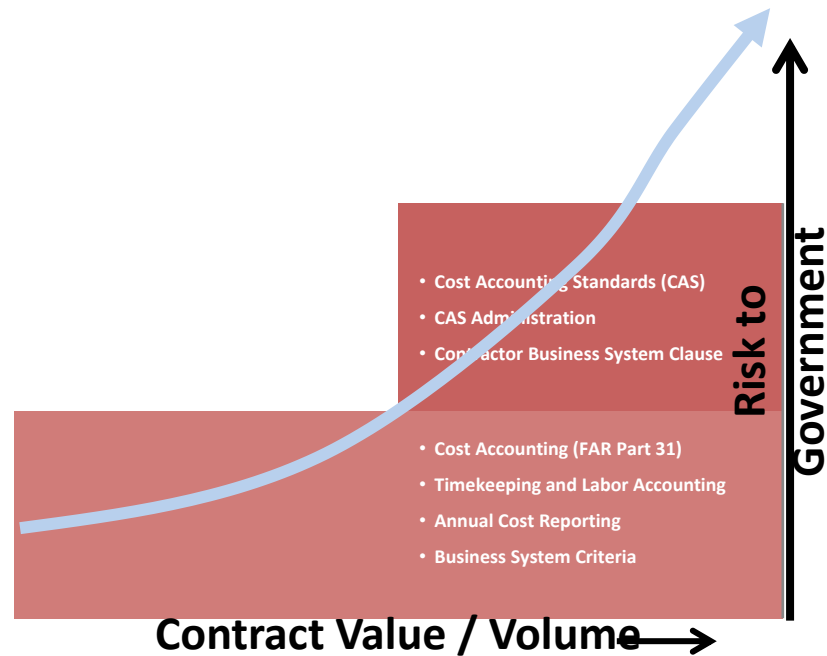 • Cost Accounting Standards (CAS)
• CAS Administration
• Contractor Business System Clause
• Cost Accounting (FAR Part 31)
• Timekeeping and Labor Accounting
• Annual Cost Reporting
• Business System Criteria
Risk to
Government
Contract Value / Volume